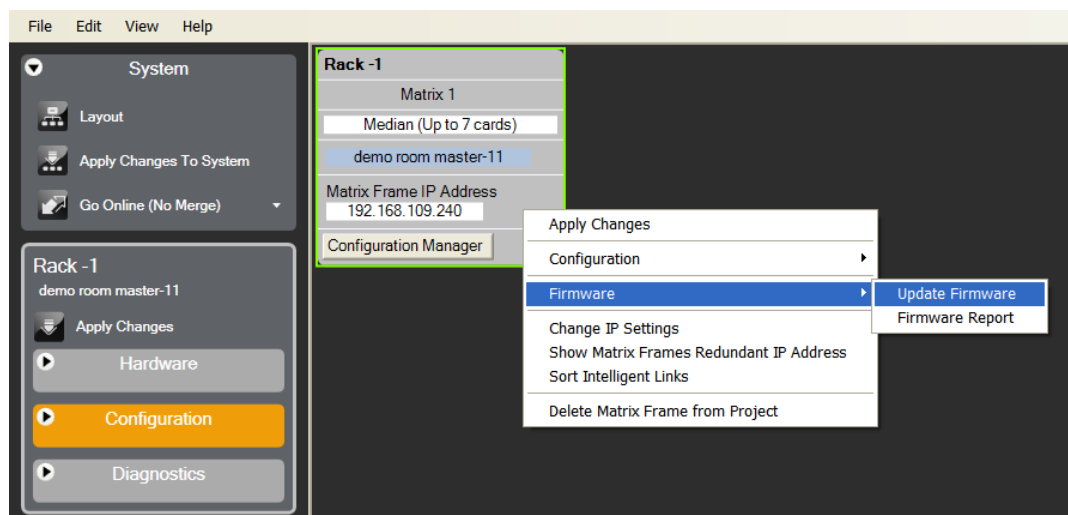 File Edit View Help
System
Layout
Apply Changes To System
Go Online (No Merge)
Rack -1
demo room master-11
Apply Changes
Hardware
Configuration
Diagnostics
Rack -1
Matrix 1
Median (Up to 7 cards)
demo room master-11
Matrix Frame IP Address
192.168.109.240
Configuration Manager
Apply Changes
Configuration
Firmware
Change IP Settings
Show Matrix Frames Redundant IP Address
Sort Intelligent Links
Delete Matrix Frame from Project
Update Firmware
Firmware Report